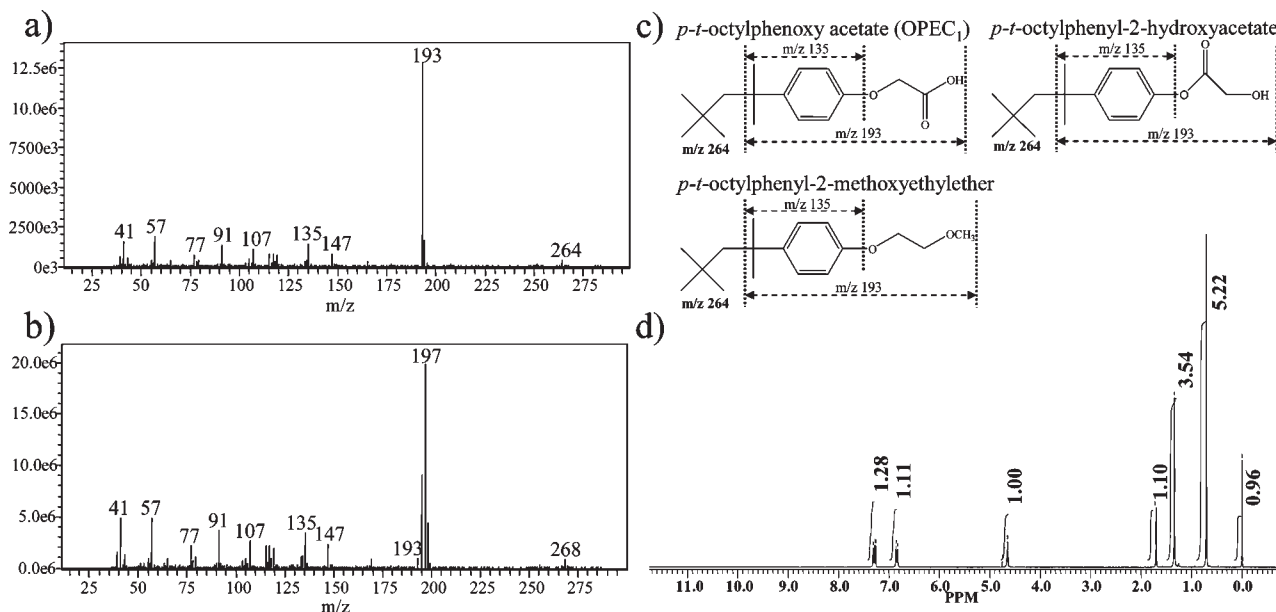 a)
12.5e6
10.0e6
7500e3
5000e3
2500e3
0e3
193
41
57
77
91
107
135
147
264
25 50 75 100 125 150 175 200 225 250 275
m/z
b)
20.0e6
15.0e6
10.0e6
5.0e6
0.0e6
197
41
57
77
91
107
135
147
193
268
25 50 75 100 125 150 175 200 225 250 275
m/z
c)
p-t-octylphenoxy acetate (OPEC1)
m/z 135
O
OH
O
m/z 193
m/z 264
p-t-octylphenyl-2-hydroxyacetate
m/z 135
O
O
OH
m/z 193
m/z 264
p-t-octylphenyl-2-methoxyethylether
m/z 135
O
OCH3
m/z 193
m/z 264
d)
1.28
1.11
1.00
1.10
3.54
5.22
0.96
11.0 10.0 9.0 8.0 7.0 6.0 5.0 4.0 3.0 2.0 1.0 0.0
PPM